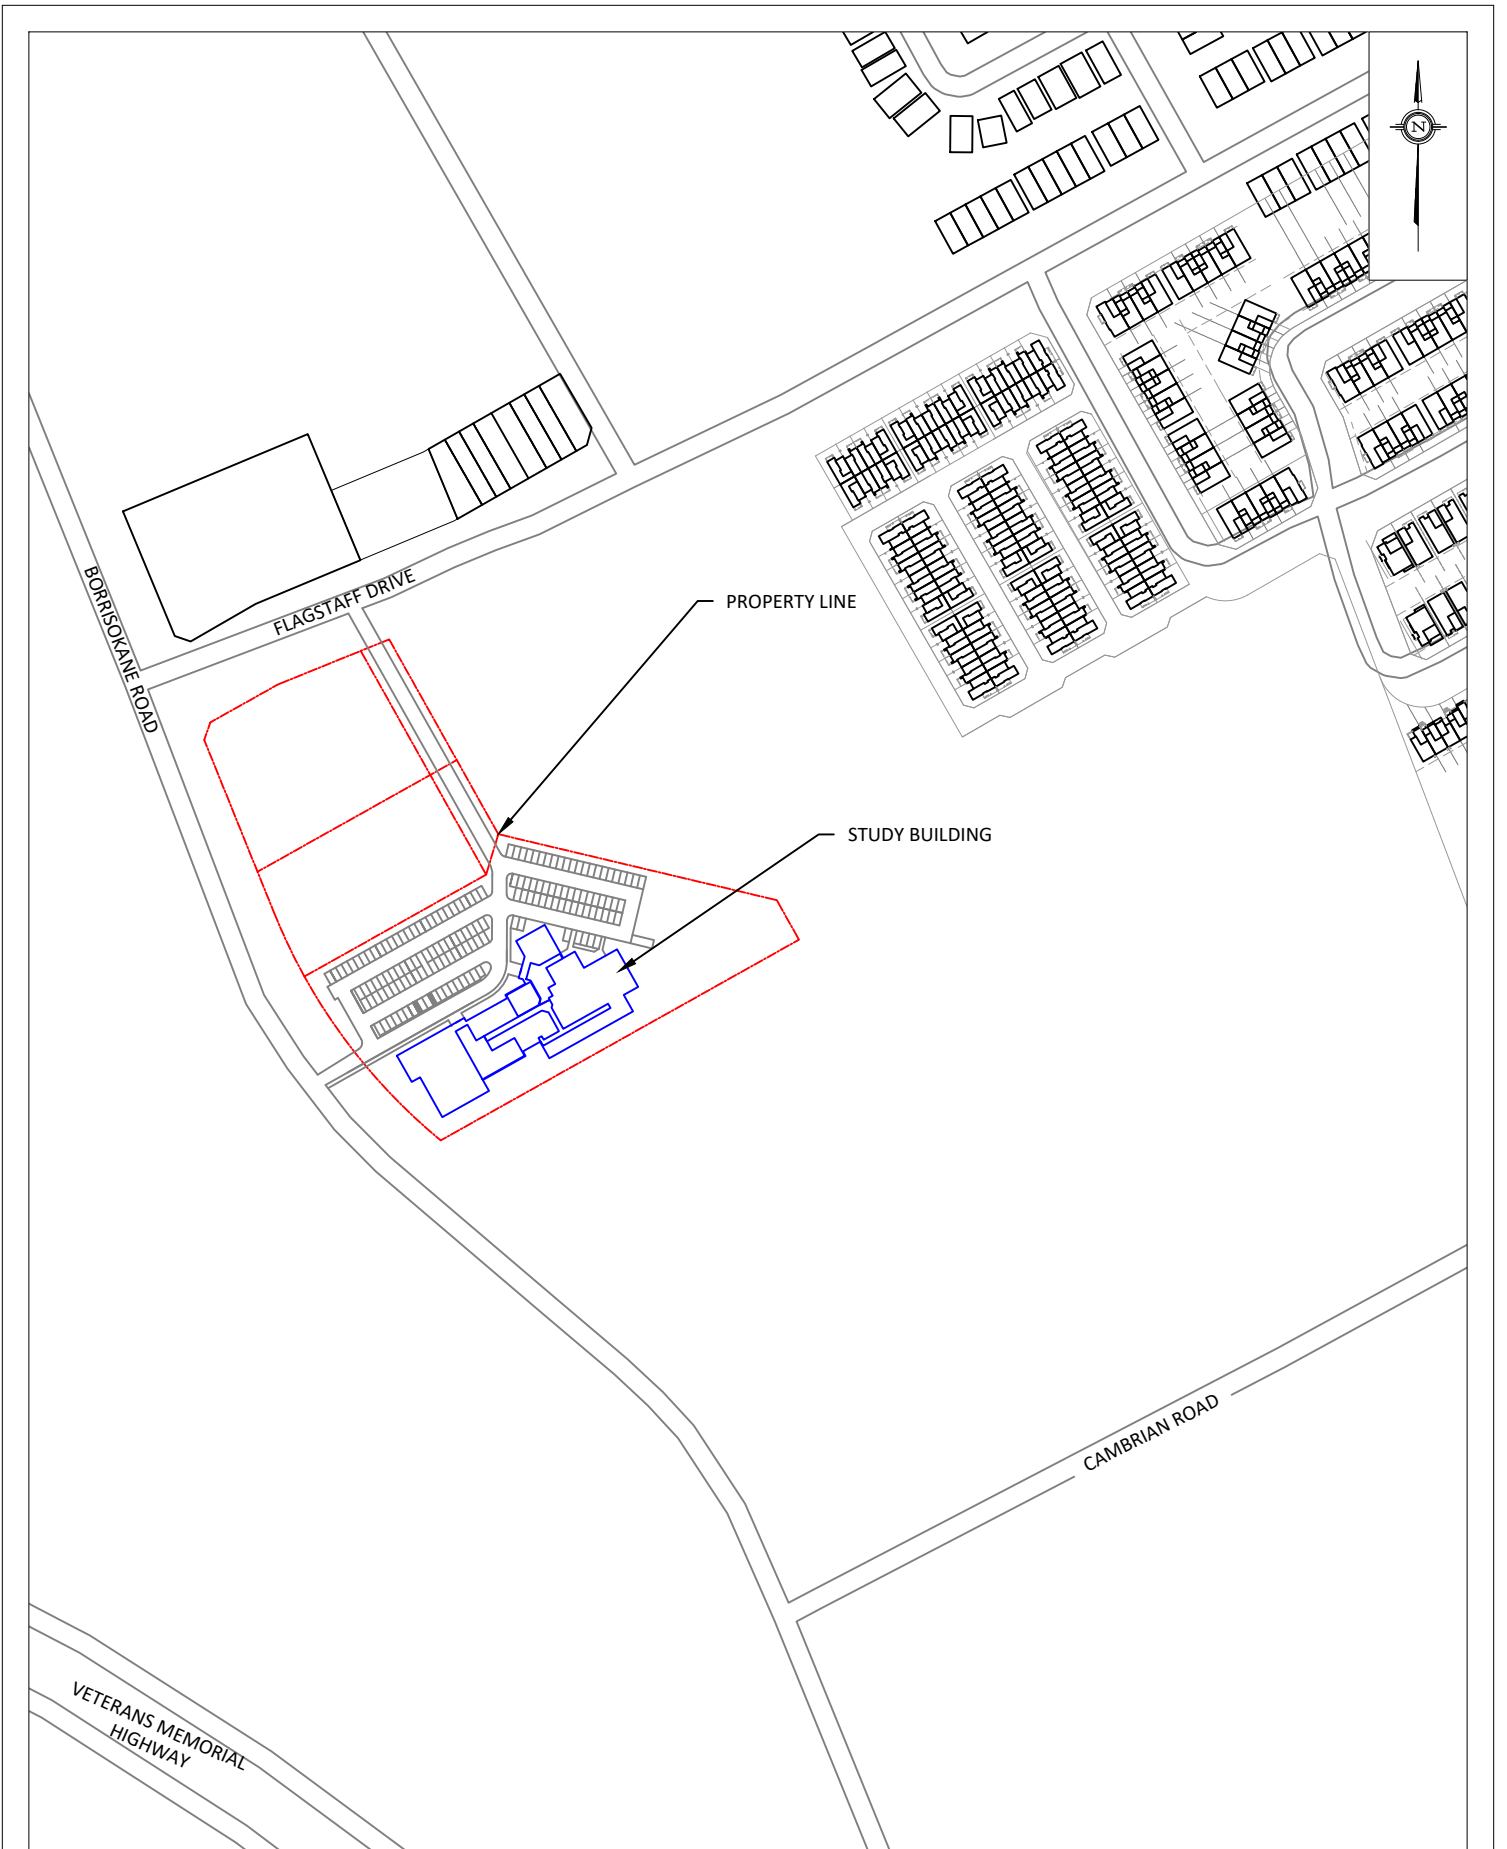 N
FLAGSTAFF DRIVE
BORRISOKANE ROAD
PROPERTY LINE
STUDY BUILDING
CAMBRIAN ROAD
VETERANS MEMORIAL
HIGHWAY